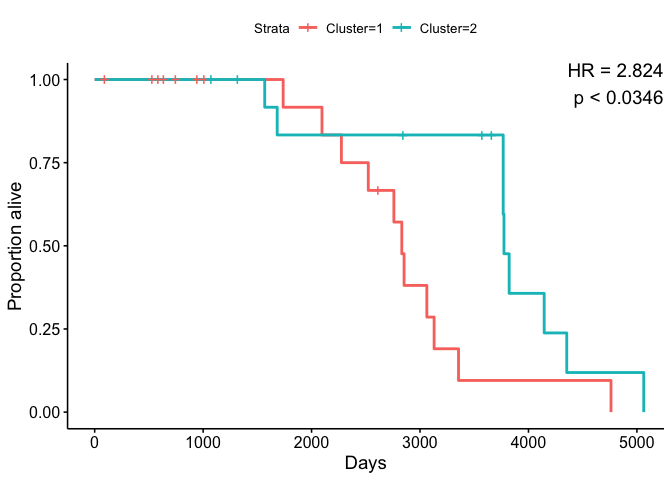 Strata Cluster=1 Cluster=2
HR = 2.824
p < 0.0346
1.00
0.75
0.50
0.25
0.00
Proportion alive
0 1000 2000 3000 4000 5000
Days